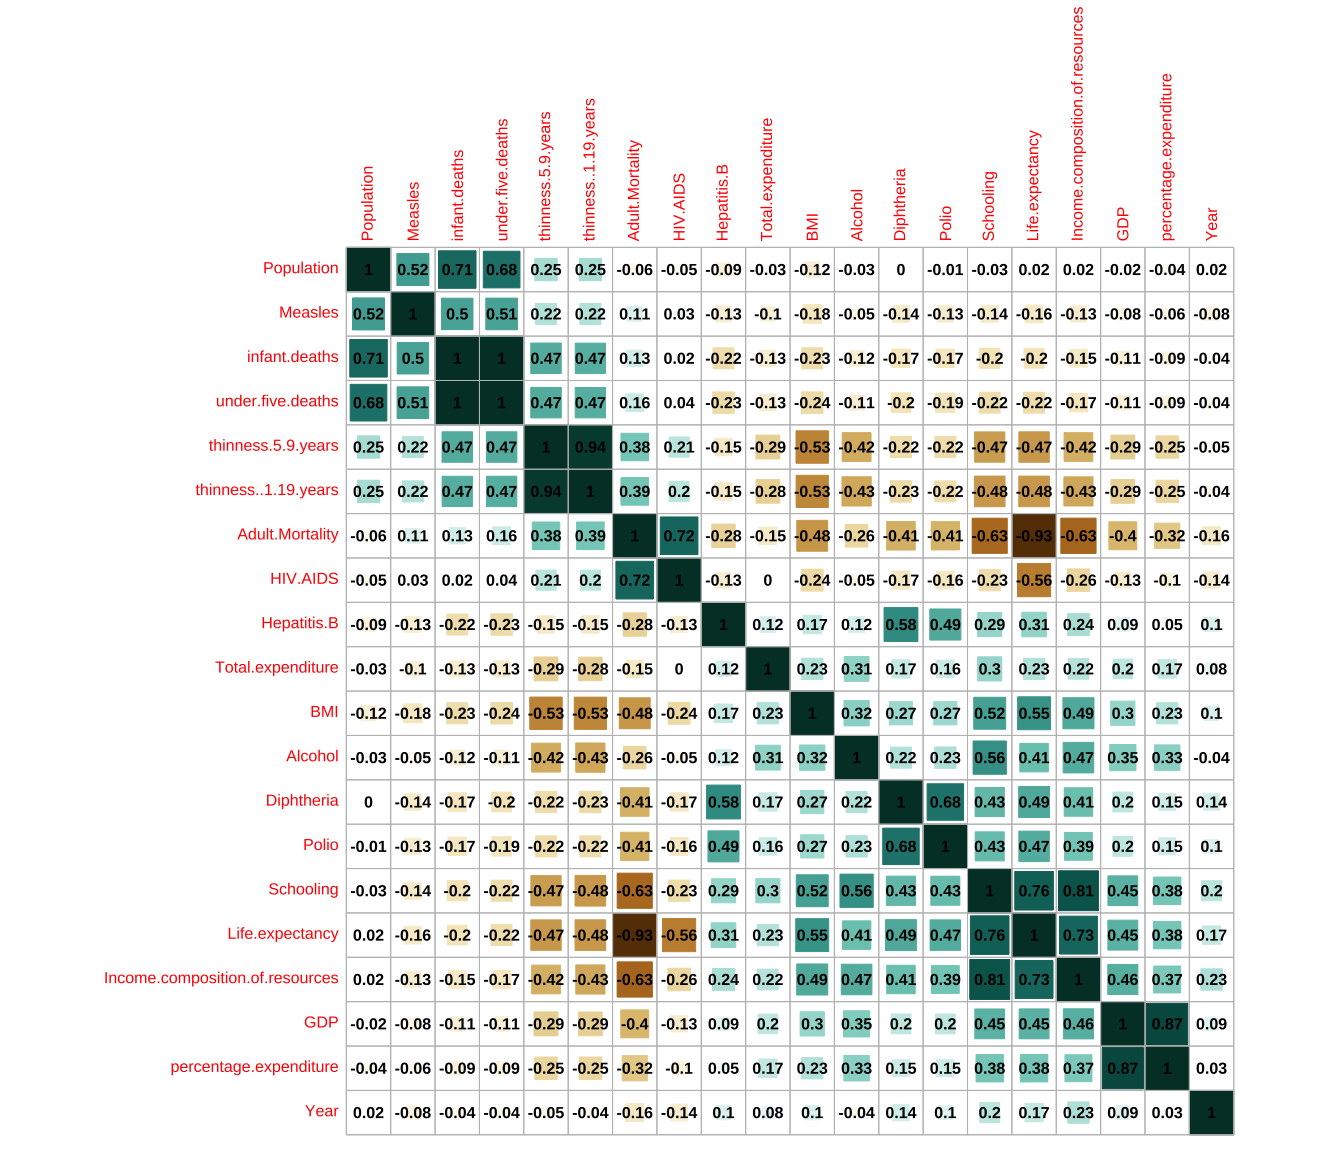 Population Measles infant.deaths under.five.deaths thinness.5.9.years thinness..1.19.years Adult.Mortality HIV.AIDS Hepatitis.B Total.expenditure BMI Alcohol Diphtheria Polio Schooling Life.expectancy Income.composition.of.resources GDP percentage.expenditure Year
Population 1 0.52 0.71 0.68 0.25 0.25 -0.06 -0.05 -0.09 -0.03 -0.12 -0.03 0 -0.01 -0.03 0.02 0.02 -0.02 -0.04 0.02
Measles 0.52 1 0.5 0.51 0.22 0.22 0.11 0.03 -0.13 -0.1 -0.18 -0.05 -0.14 -0.13 -0.14 -0.16 -0.13 -0.08 -0.06 -0.08
infant.deaths 0.71 0.5 1 1 0.47 0.47 0.13 0.02 -0.22 -0.13 -0.23 -0.12 -0.17 -0.17 -0.2 -0.2 -0.15 -0.11 -0.09 -0.04
under.five.deaths 0.68 0.51 1 1 0.47 0.47 0.16 0.04 -0.23 -0.13 -0.24 -0.11 -0.2 -0.19 -0.22 -0.22 -0.17 -0.11 -0.09 -0.04
thinness.5.9.years 0.25 0.22 0.47 0.47 1 0.94 0.38 0.21 -0.15 -0.29 -0.53 -0.42 -0.22 -0.22 -0.47 -0.47 -0.42 -0.29 -0.25 -0.05
thinness..1.19.years 0.25 0.22 0.47 0.47 0.94 1 0.39 0.2 -0.15 -0.28 -0.53 -0.43 -0.23 -0.22 -0.48 -0.48 -0.43 -0.29 -0.25 -0.04
Adult.Mortality -0.06 0.11 0.13 0.16 0.38 0.39 1 0.72 -0.28 -0.15 -0.48 -0.26 -0.41 -0.41 -0.63 -0.93 -0.63 -0.4 -0.32 -0.16
HIV.AIDS -0.05 0.03 0.02 0.04 0.21 0.2 0.72 1 -0.13 0 -0.24 -0.05 -0.17 -0.16 -0.23 -0.56 -0.26 -0.13 -0.1 -0.14
Hepatitis.B -0.09 -0.13 -0.22 -0.23 -0.15 -0.15 -0.28 -0.13 1 0.12 0.17 0.12 0.58 0.49 0.29 0.31 0.24 0.09 0.05 0.1
Total.expenditure -0.03 -0.1 -0.13 -0.13 -0.29 -0.28 -0.15 0 0.12 1 0.23 0.31 0.17 0.16 0.3 0.23 0.22 0.2 0.17 0.08
BMI -0.12 -0.18 -0.23 -0.24 -0.53 -0.53 -0.48 -0.24 0.17 0.23 1 0.32 0.27 0.27 0.52 0.55 0.49 0.3 0.23 0.1
Alcohol -0.03 -0.05 -0.12 -0.11 -0.42 -0.43 -0.26 -0.05 0.12 0.31 0.32 1 0.22 0.23 0.56 0.41 0.47 0.35 0.33 -0.04
Diphtheria 0 -0.14 -0.17 -0.2 -0.22 -0.23 -0.41 -0.17 0.58 0.17 0.27 0.22 1 0.68 0.43 0.49 0.41 0.2 0.15 0.14
Polio -0.01 -0.13 -0.17 -0.19 -0.22 -0.22 -0.41 -0.16 0.49 0.16 0.27 0.23 0.68 1 0.43 0.47 0.39 0.2 0.15 0.1
Schooling -0.03 -0.14 -0.2 -0.22 -0.47 -0.48 -0.63 -0.23 0.29 0.3 0.52 0.56 0.43 0.43 1 0.76 0.81 0.45 0.38 0.2
Life.expectancy 0.02 -0.16 -0.2 -0.22 -0.47 -0.48 -0.93 -0.56 0.31 0.23 0.55 0.41 0.49 0.47 0.76 1 0.73 0.45 0.38 0.17
Income.composition.of.resources 0.02 -0.13 -0.15 -0.17 -0.42 -0.43 -0.63 -0.26 0.24 0.22 0.49 0.47 0.41 0.39 0.81 0.73 1 0.46 0.37 0.23
GDP -0.02 -0.08 -0.11 -0.11 -0.29 -0.29 -0.4 -0.13 0.09 0.2 0.3 0.35 0.2 0.2 0.45 0.45 0.46 1 0.87 0.09
percentage.expenditure -0.04 -0.06 -0.09 -0.09 -0.25 -0.25 -0.32 -0.1 0.05 0.17 0.23 0.33 0.15 0.15 0.38 0.38 0.37 0.87 1 0.03
Year 0.02 -0.08 -0.04 -0.04 -0.05 -0.04 -0.16 -0.14 0.1 0.08 0.1 -0.04 0.14 0.1 0.2 0.17 0.23 0.09 0.03 1